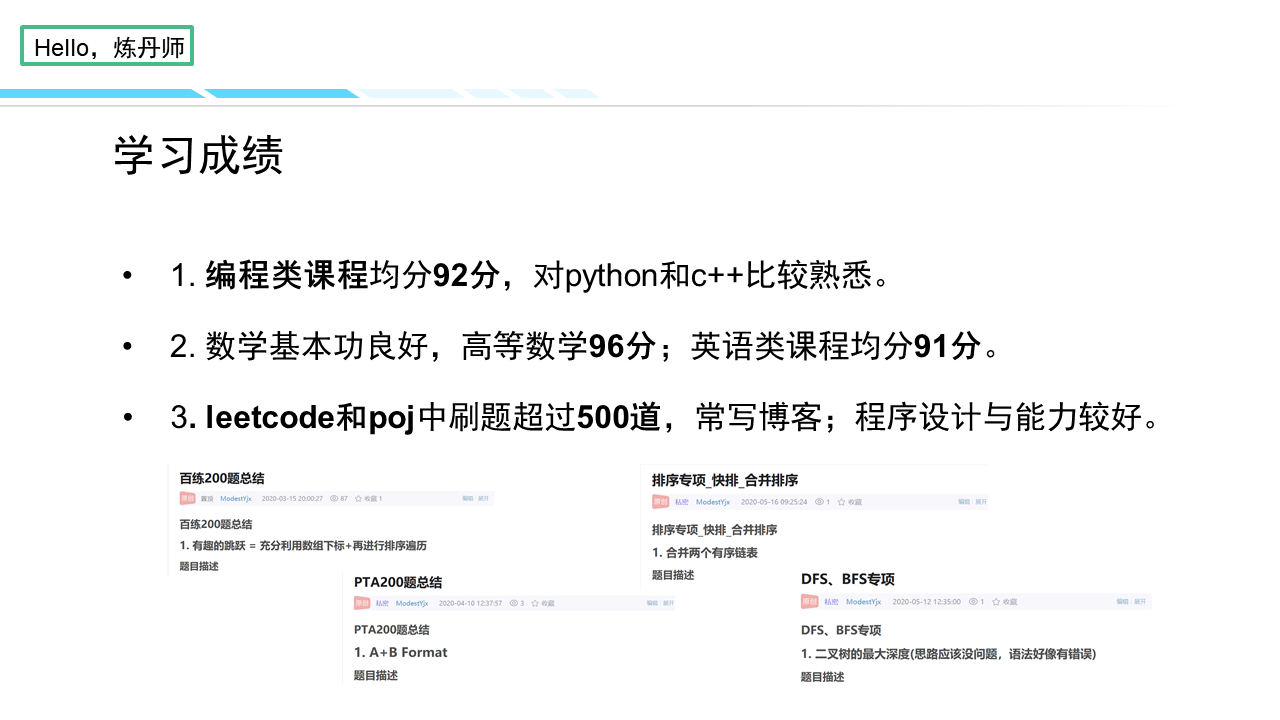 Hello，炼丹师
学习成绩
• 1. 编程类课程均分92分，对python和c++比较熟悉。
• 2. 数学基本功良好，高等数学96分；英语类课程均分91分。
• 3. leetcode和poj中刷题超过500道，常写博客；程序设计与能力较好。
百练200题总结
原创 置顶 ModestYjx 2020-03-15 20:00:27 87 收藏 1 编辑 展开
百练200题总结
1. 有趣的跳跃 = 充分利用数组下标+再进行排序遍历
题目描述
排序专项_快排_合并排序
原创 私密 ModestYjx 2020-05-16 09:25:24 1 收藏 编辑 展开
排序专项_快排_合并排序
1. 合并两个有序链表
题目描述
PTA200题总结
原创 私密 ModestYjx 2020-04-10 12:37:57 3 收藏 编辑 展开
PTA200题总结
1. A+B Format
题目描述
DFS、BFS专项
原创 私密 ModestYjx 2020-05-12 12:35:00 1 收藏 编辑 展开
DFS、BFS专项
1. 二叉树的最大深度(思路应该没问题，语法好像有错误)
题目描述